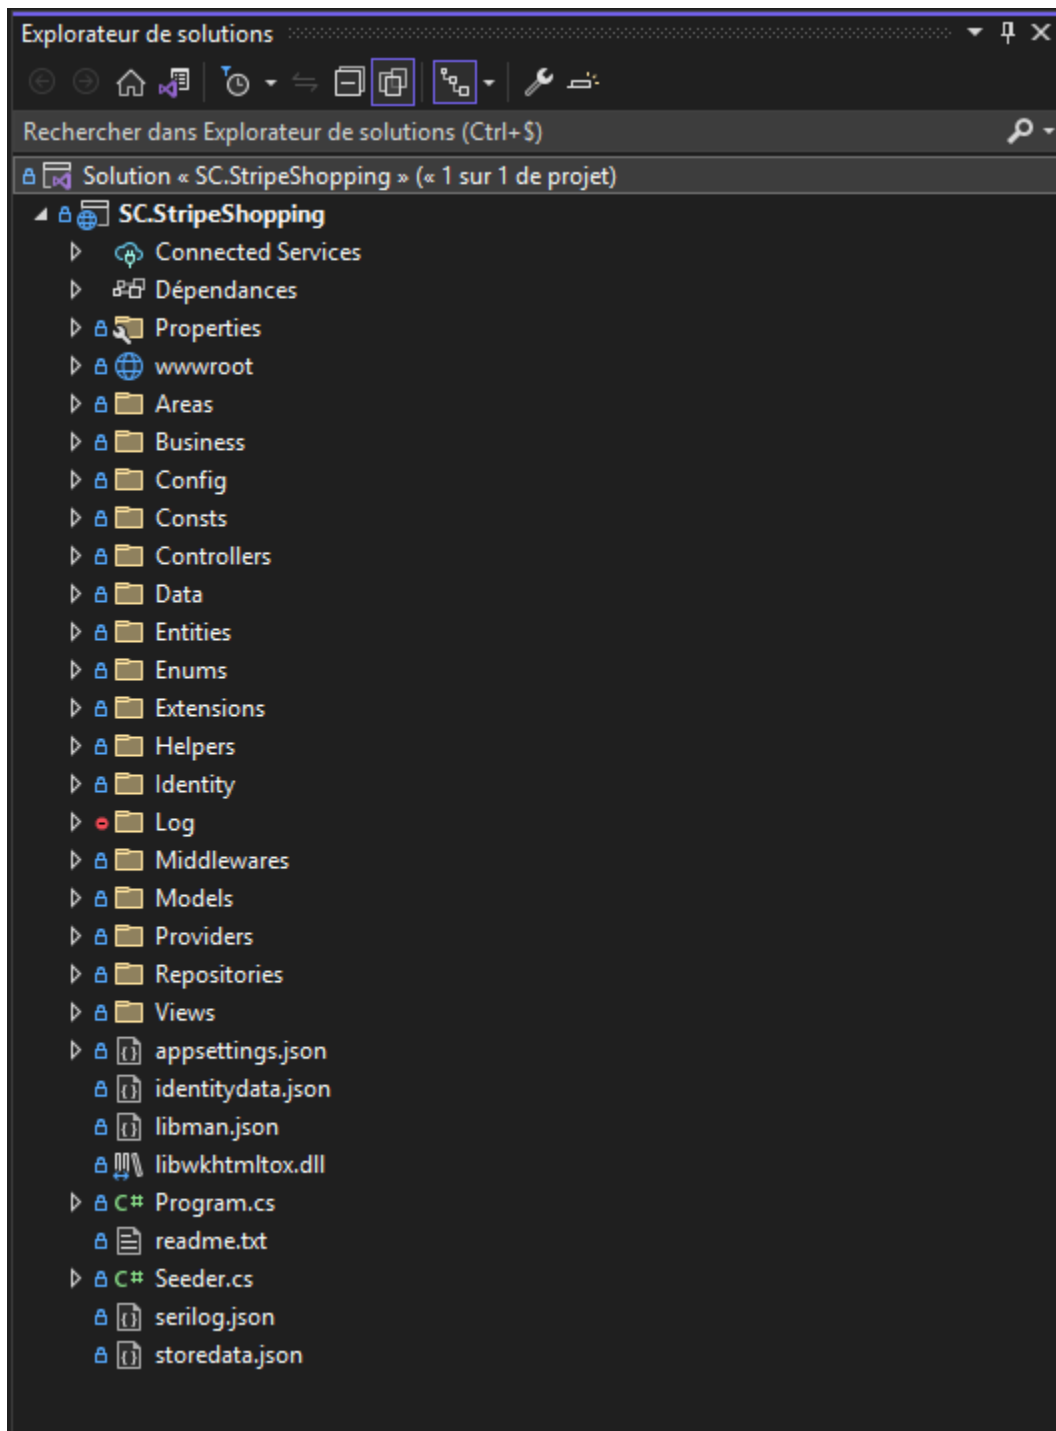 Explorateur de solutions
Rechercher dans Explorateur de solutions (Ctrl+$)
Solution « SC.StripeShopping » (« 1 sur 1 de projet)
SC.StripeShopping
Connected Services
Dépendances
Properties
wwwroot
Areas
Business
Config
Consts
Controllers
Data
Entities
Enums
Extensions
Helpers
Identity
Log
Middlewares
Models
Providers
Repositories
Views
appsettings.json
identitydata.json
libman.json
libwkhtmltox.dll
C# Program.cs
readme.txt
C# Seeder.cs
serilog.json
storedata.json